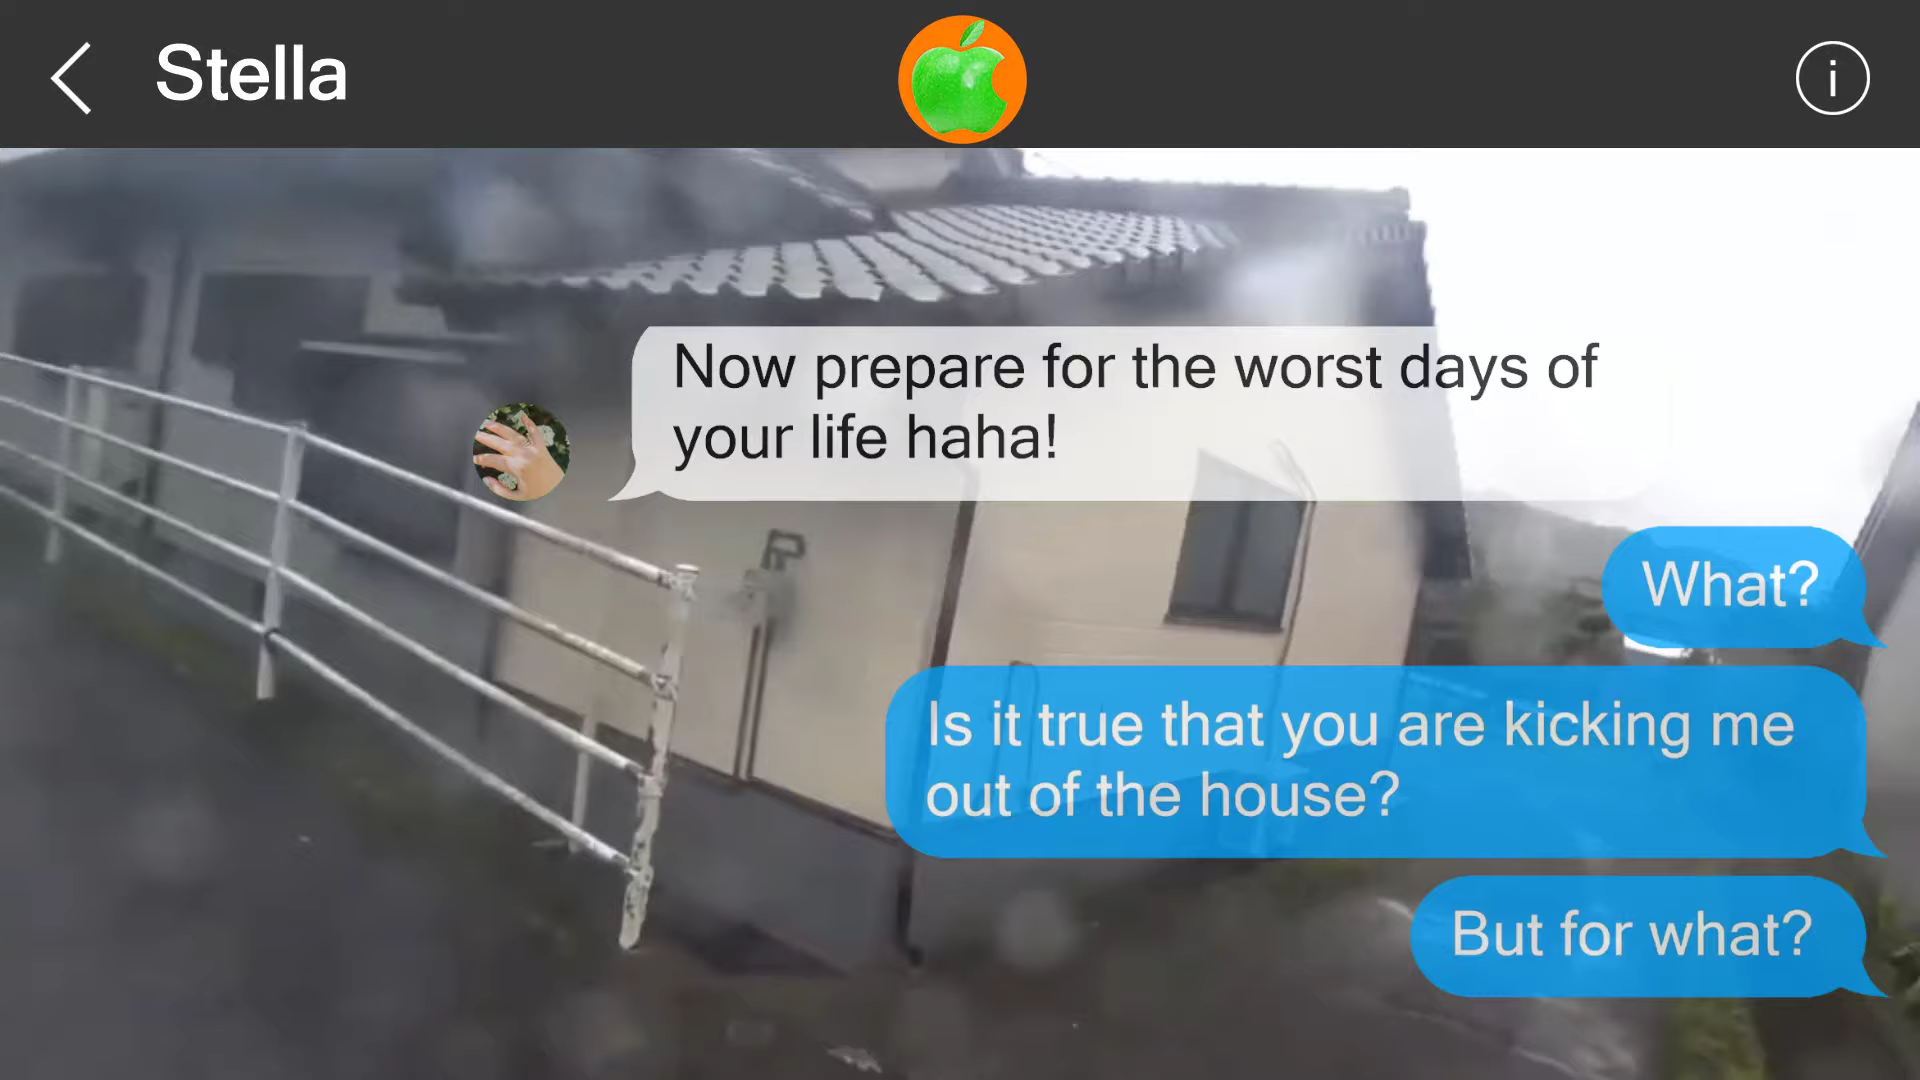 Stella
Now prepare for the worst days of
your life haha!
What?
Is it true that you are kicking me
out of the house?
But for what?